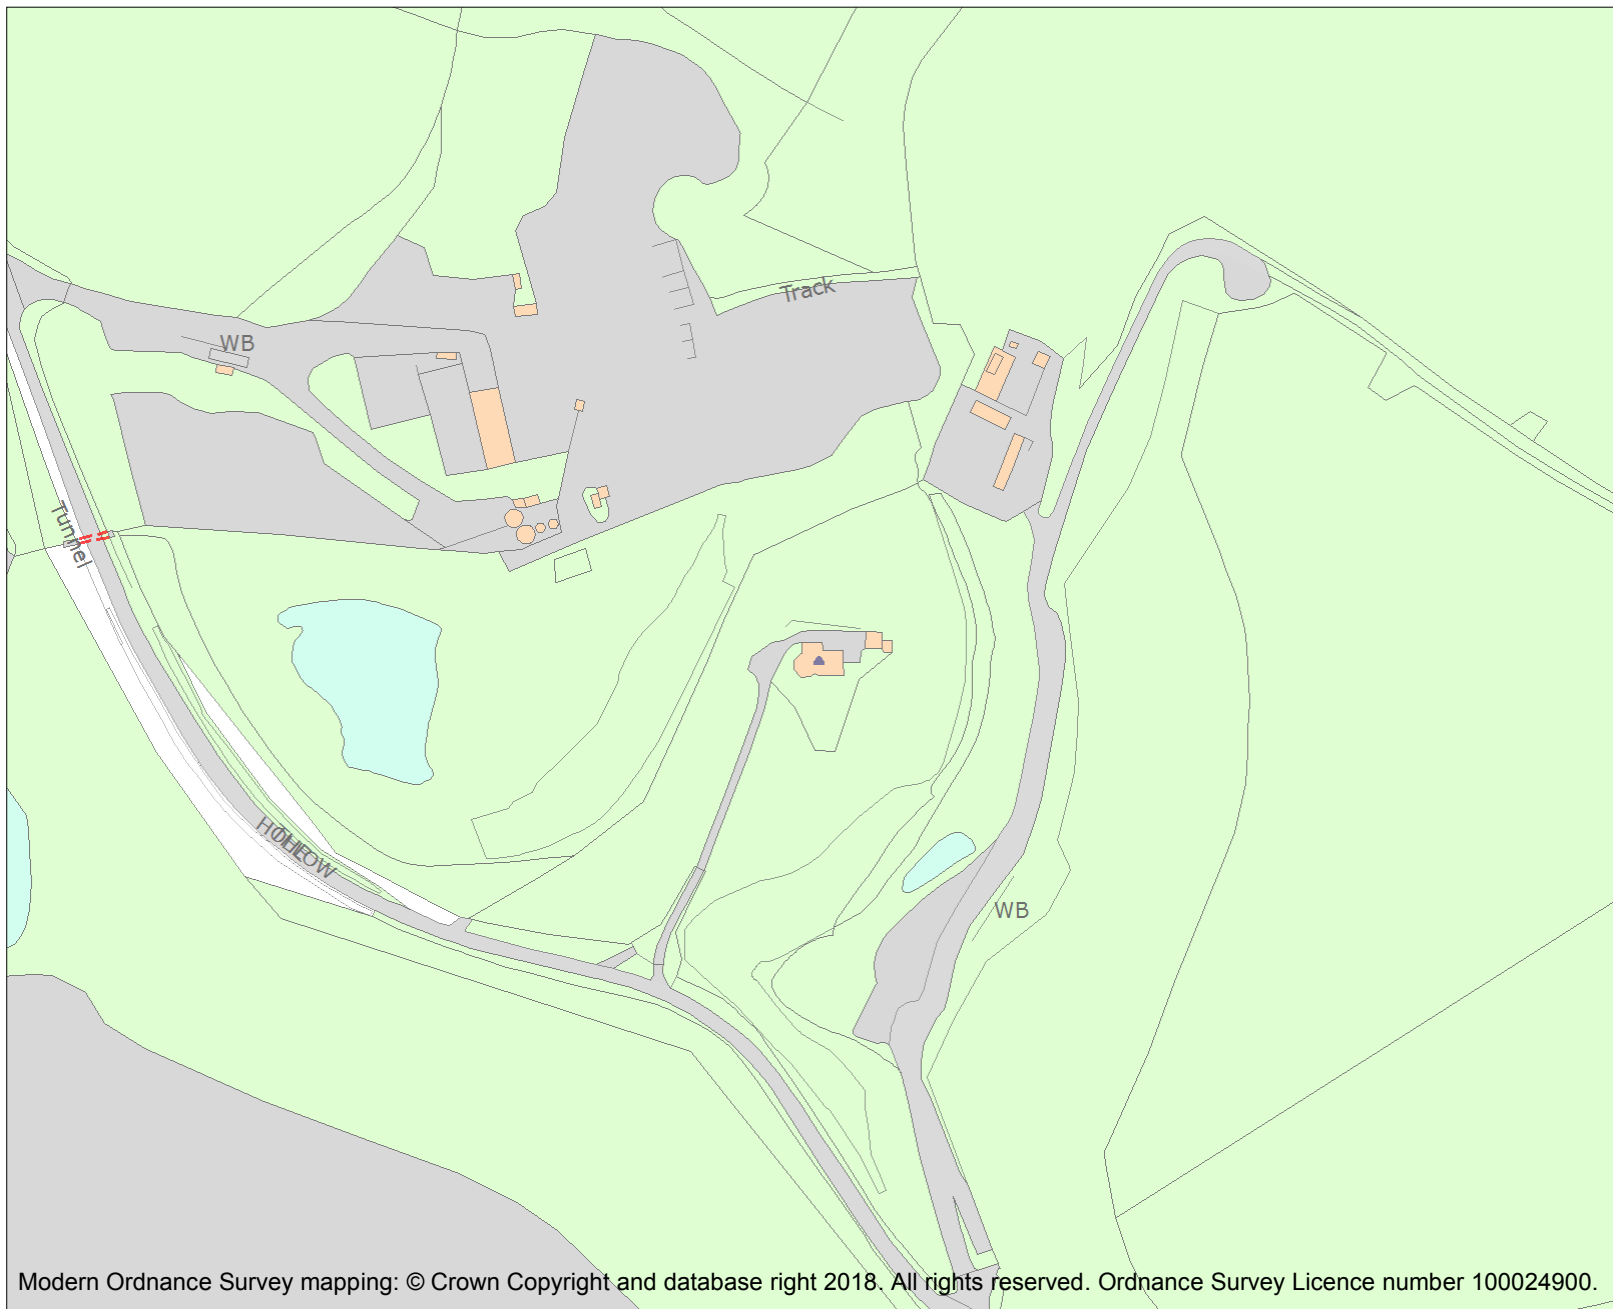 Track
WB
Tunnel
HOLLOW
WB
Modern Ordnance Survey mapping: © Crown Copyright and database right 2018. All rights reserved. Ordnance Survey Licence number 100024900.